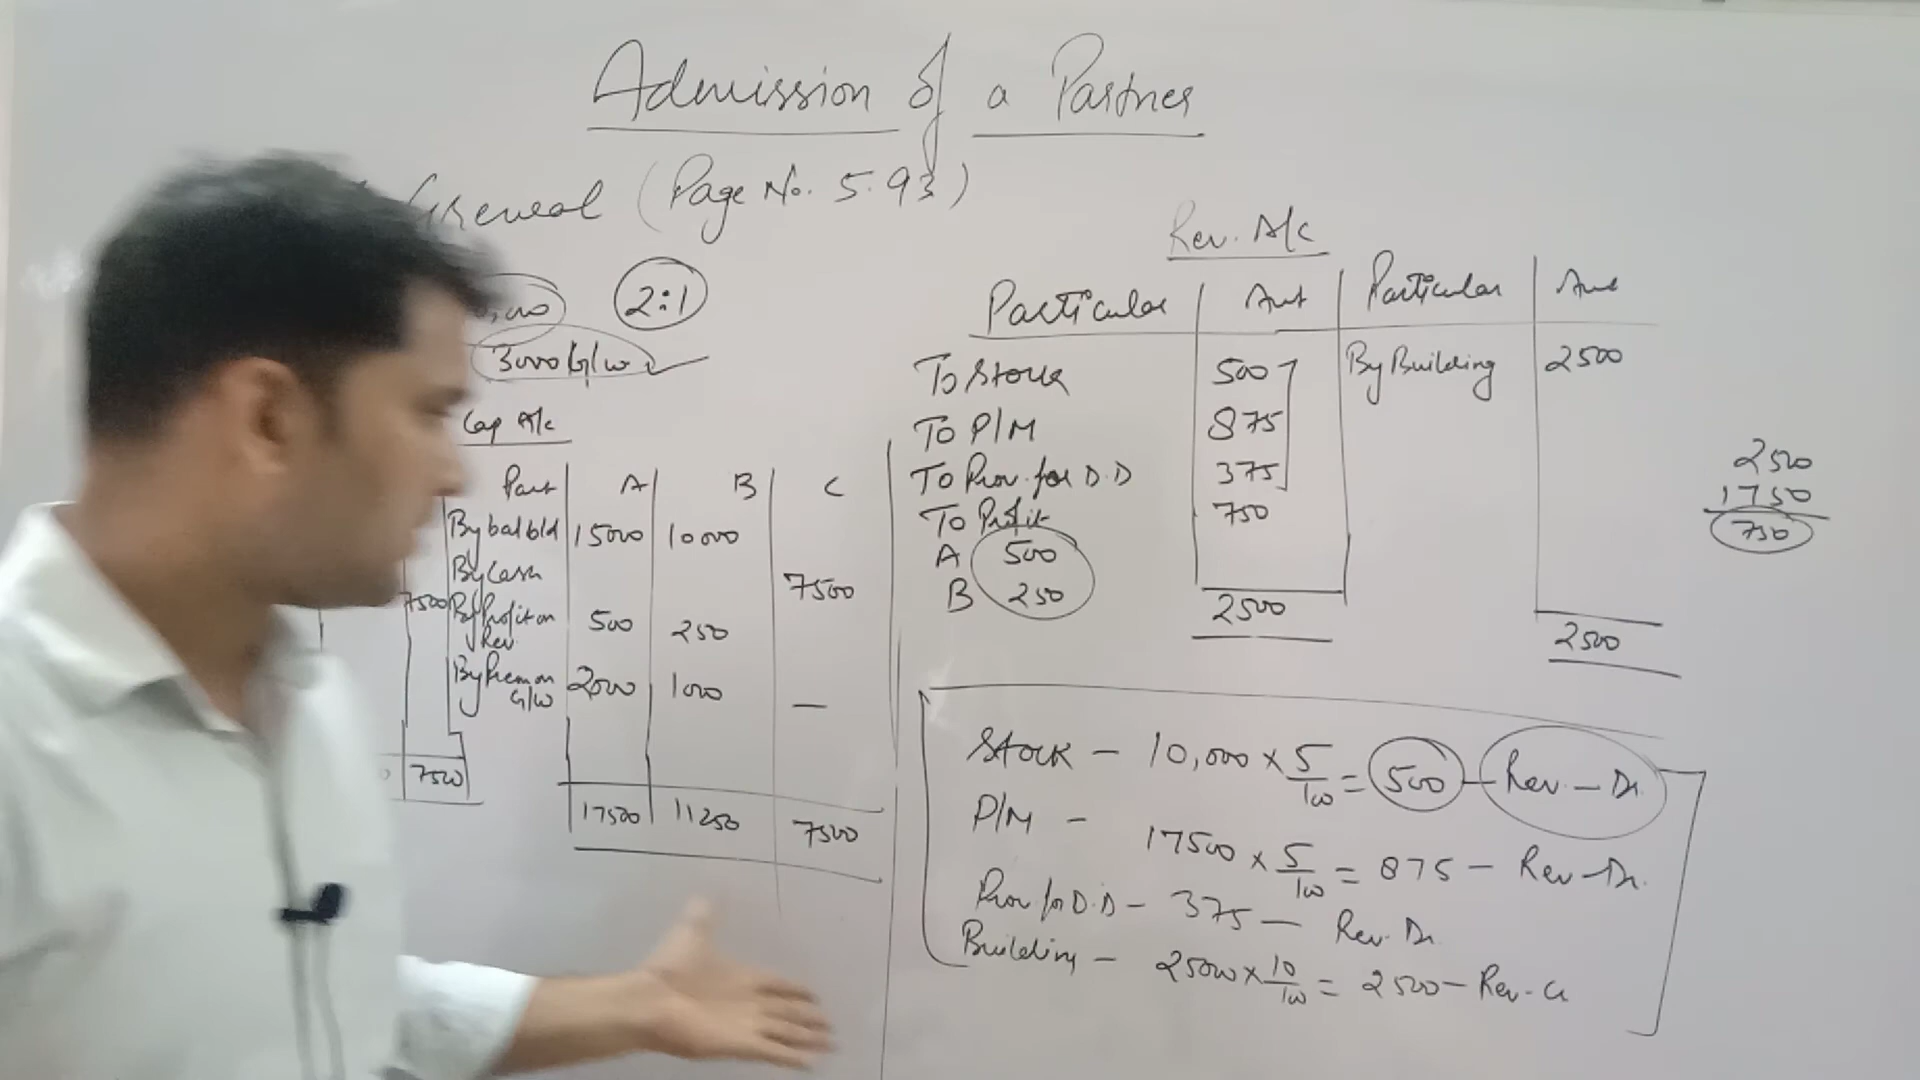 Admission of a Partner
General (Page No. 5.93)
2:1
3000 G/w
Cap A/c
Part A B C
By bal b/d 15000 10000
By Cash 7500
7500 By Profit on Rev 500 250
By Prem on G/w 2000 1000 —
7500
17500 11250 7500
Rev. A/c
Particular Amt Particular Amt
To Stock 500 By Building 2500
To P/M 875
To Prov. for D.D 375
To Profit 750
A 500
B 250
2500 2500
2500
1750
750
Stock - 10,000 × 5/100 = 500 - Rev. - Dr.
P/M - 17500 × 5/100 = 875 - Rev - Dr.
Prov for D.D - 375 - Rev. Dr.
Building - 25000 × 10/100 = 2500 - Rev - Cr